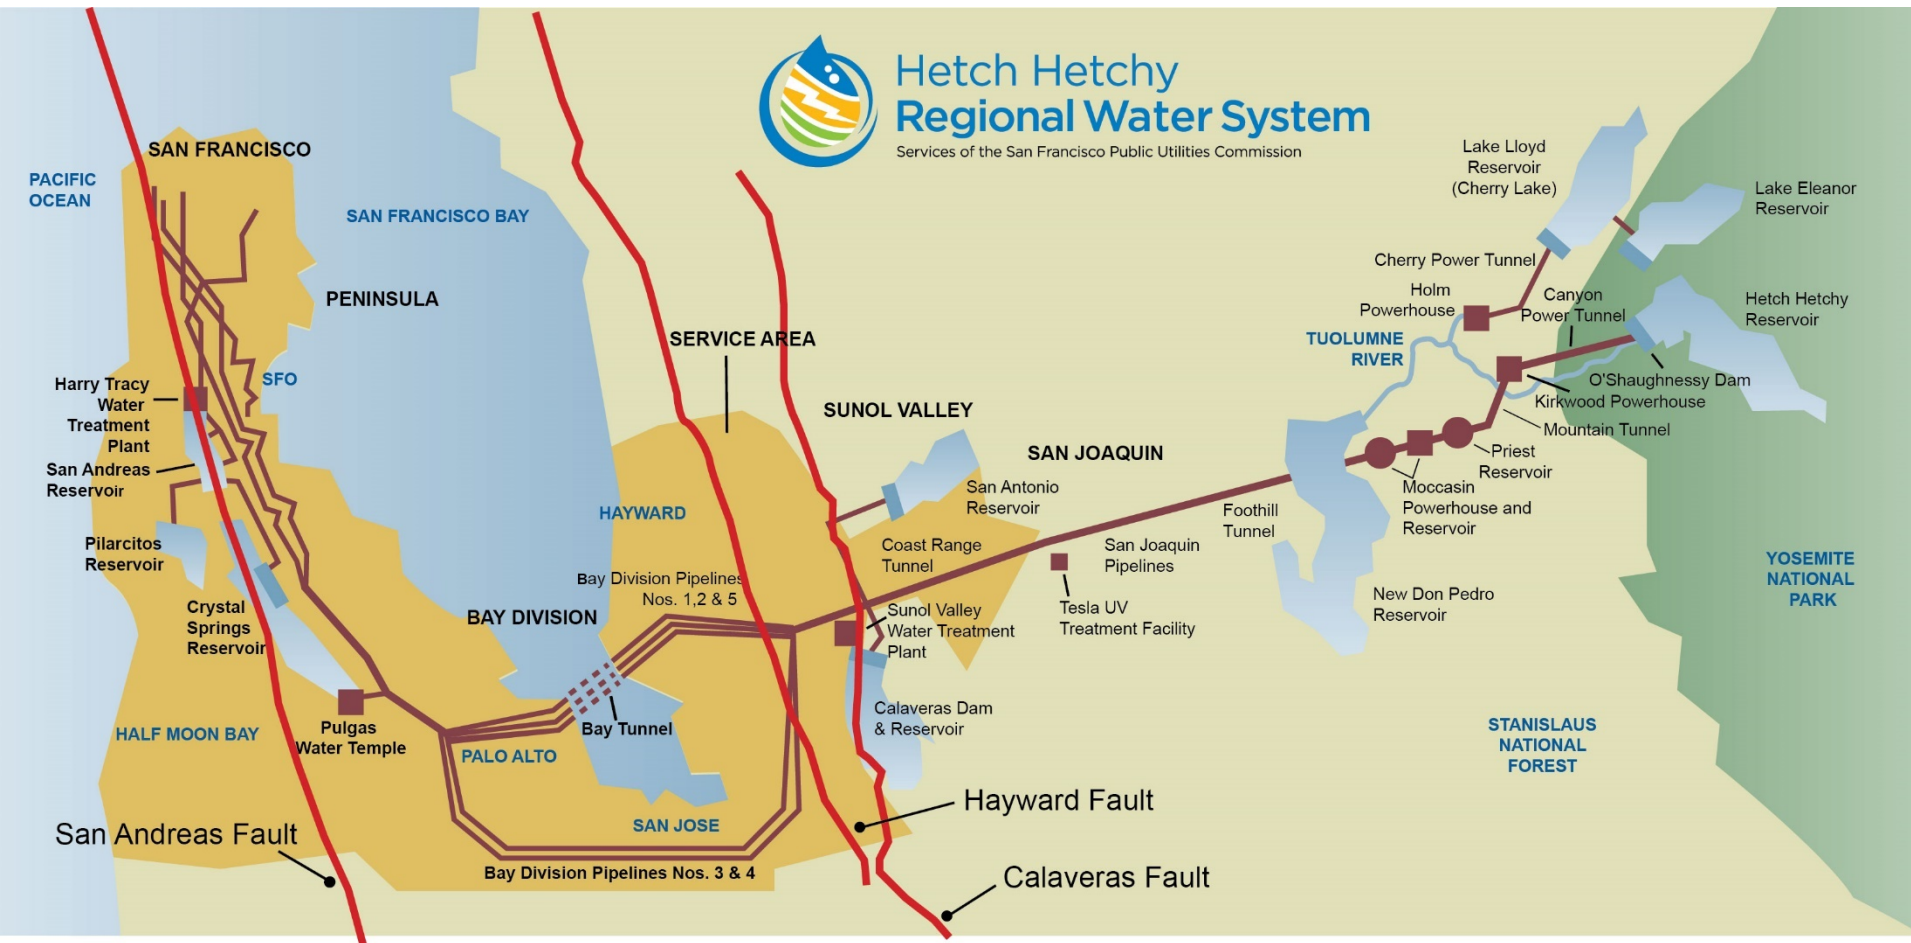 Hetch Hetchy
Regional Water System
Services of the San Francisco Public Utilities Commission
SAN FRANCISCO
PACIFIC
OCEAN
SAN FRANCISCO BAY
PENINSULA
SERVICE AREA
SFO
Harry Tracy
Water
Treatment
Plant
San Andreas
Reservoir
Pilarcitos
Reservoir
Crystal
Springs
Reservoir
HALF MOON BAY
Pulgas
Water Temple
San Andreas Fault
HAYWARD
Bay Division Pipelines
Nos. 1,2 & 5
BAY DIVISION
Bay Tunnel
PALO ALTO
SAN JOSE
Bay Division Pipelines Nos. 3 & 4
SUNOL VALLEY
San Antonio
Reservoir
Coast Range
Tunnel
Sunol Valley
Water Treatment
Plant
Calaveras Dam
& Reservoir
Hayward Fault
Calaveras Fault
SAN JOAQUIN
San Joaquin
Pipelines
Tesla UV
Treatment Facility
Foothill
Tunnel
New Don Pedro
Reservoir
Lake Lloyd
Reservoir
(Cherry Lake)
Lake Eleanor
Reservoir
Cherry Power Tunnel
Holm
Powerhouse
Canyon
Power Tunnel
Hetch Hetchy
Reservoir
TUOLUMNE
RIVER
O'Shaughnessy Dam
Kirkwood Powerhouse
Mountain Tunnel
Priest
Reservoir
Moccasin
Powerhouse and
Reservoir
YOSEMITE
NATIONAL
PARK
STANISLAUS
NATIONAL
FOREST